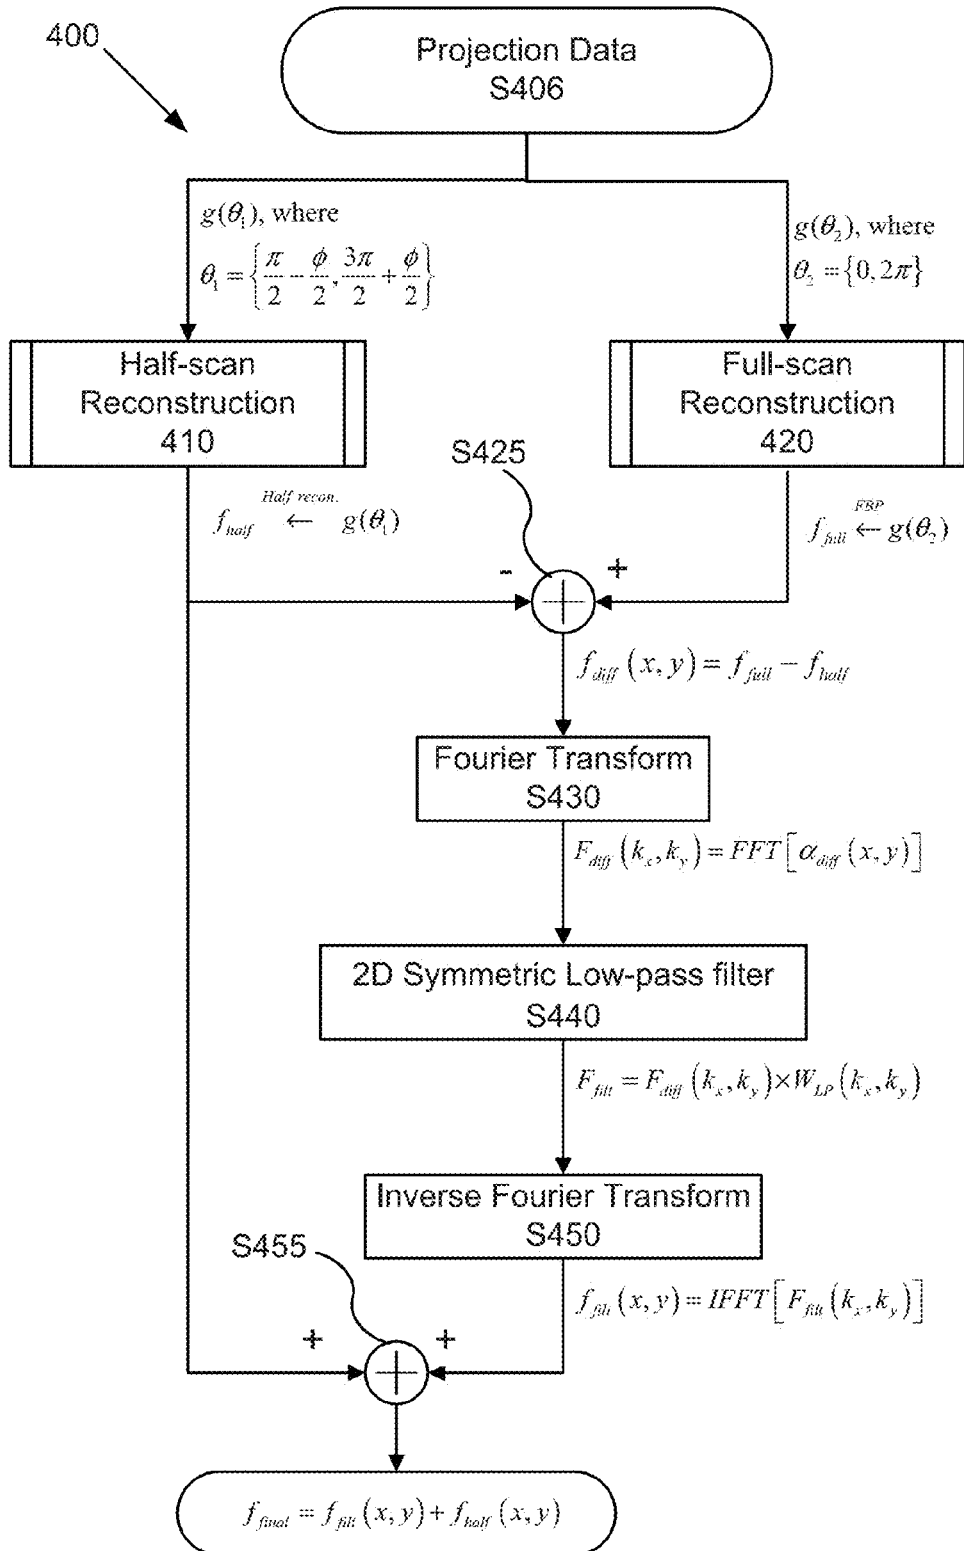 400
Projection Data
S406
g(θ₁), where
θ₁ = {π/2 − φ/2, 3π/2 + φ/2}
g(θ₂), where
θ₂ = {0, 2π}
Half-scan
Reconstruction
410
Full-scan
Reconstruction
420
S425
f_half ←(Half recon.) g(θ₁)
f_full ←(FBP) g(θ₂)
- +
f_diff (x, y) = f_full − f_half
Fourier Transform
S430
F_diff (k_x, k_y) = FFT[α_diff (x, y)]
2D Symmetric Low-pass filter
S440
F_filt = F_diff (k_x, k_y) × W_LP (k_x, k_y)
Inverse Fourier Transform
S450
S455
f_filt (x, y) = IFFT[F_filt (k_x, k_y)]
+ +
f_final = f_filt (x, y) + f_half (x, y)